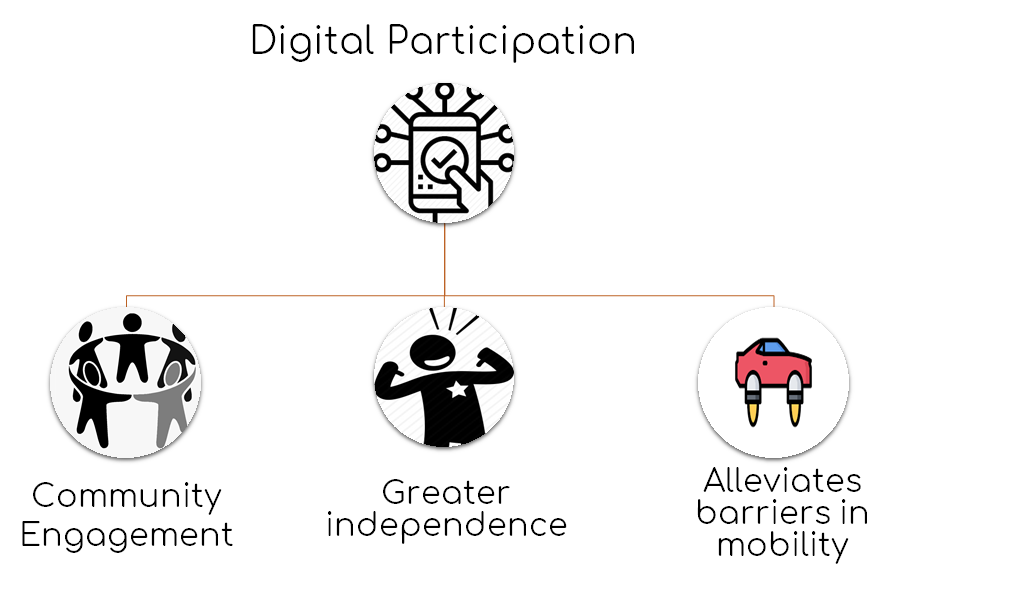 Digital Participation
Community
Engagement
Greater
independence
Alleviates
barriers in
mobility